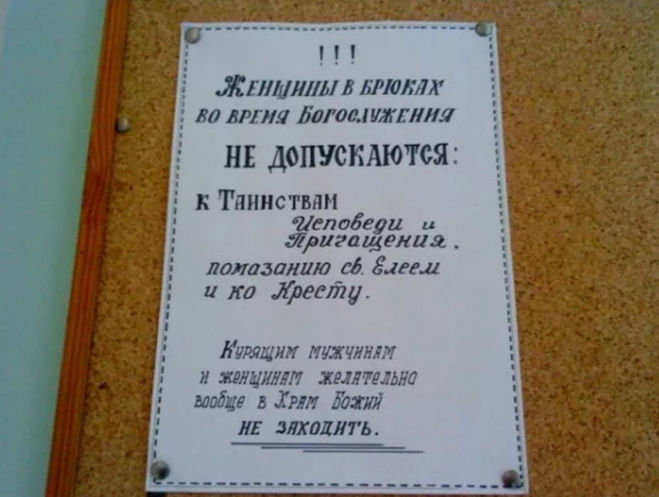 !!!
Женщины в брюках
во время Богослужения
НЕ ДОПУСКАЮТСЯ:
к Таинствам
Исповеди и
Причащения,
помазанию св. Елеем
и ко Кресту.
Курящим мужчинам
и женщинам желательно
вообще в Храм Божий
НЕ ЗАХОДИТЬ.